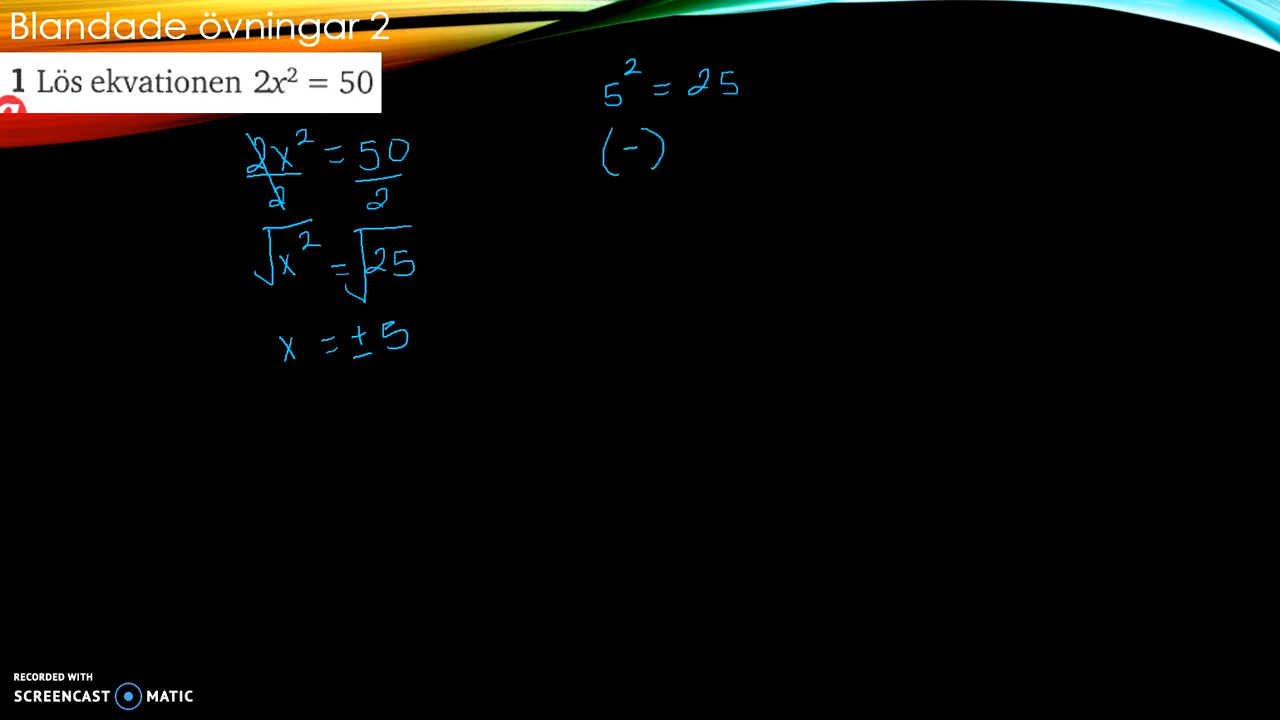 Blandade övningar 2
1 Lös ekvationen 2x² = 50
2x² = 50
2 2
√x² = √25
x = ± 5
5² = 25
(-)
RECORDED WITH
SCREENCAST MATIC